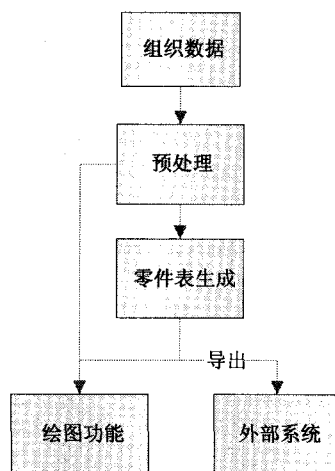 组织数据
预处理
零件表生成
导出
绘图功能
外部系统